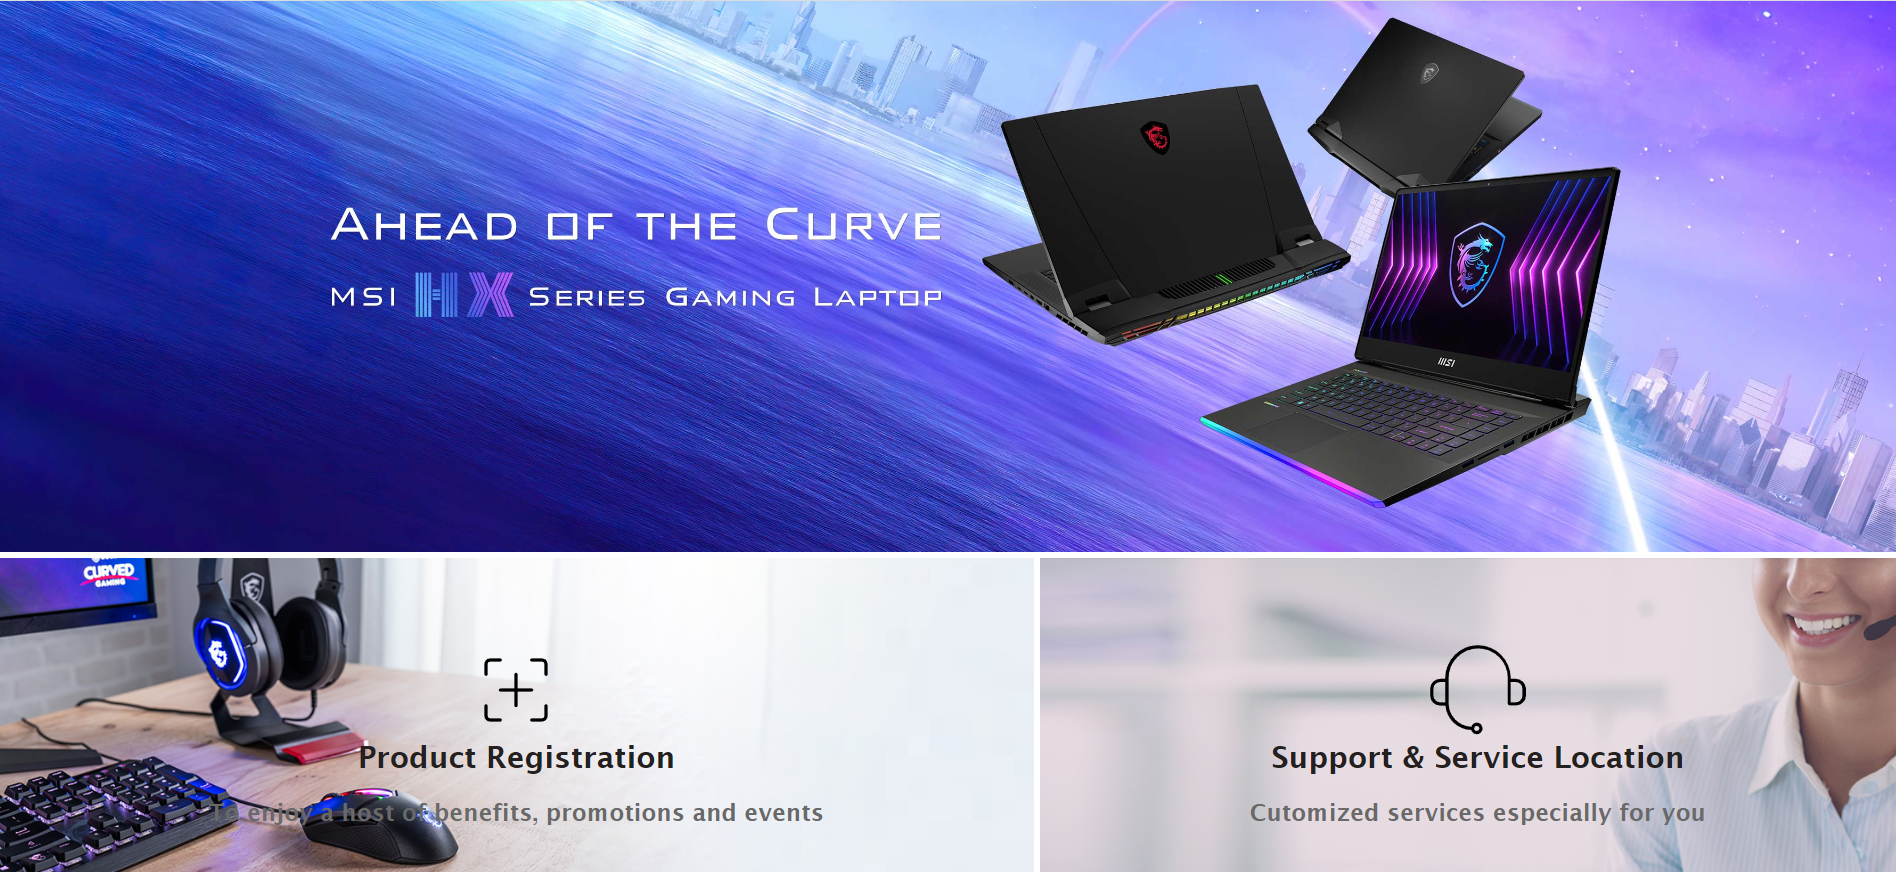 AHEAD OF THE CURVE
MSI HX SERIES GAMING LAPTOP
MSI
CURVED
GAMING
Product Registration
To enjoy a host of benefits, promotions and events
Support & Service Location
Cutomized services especially for you